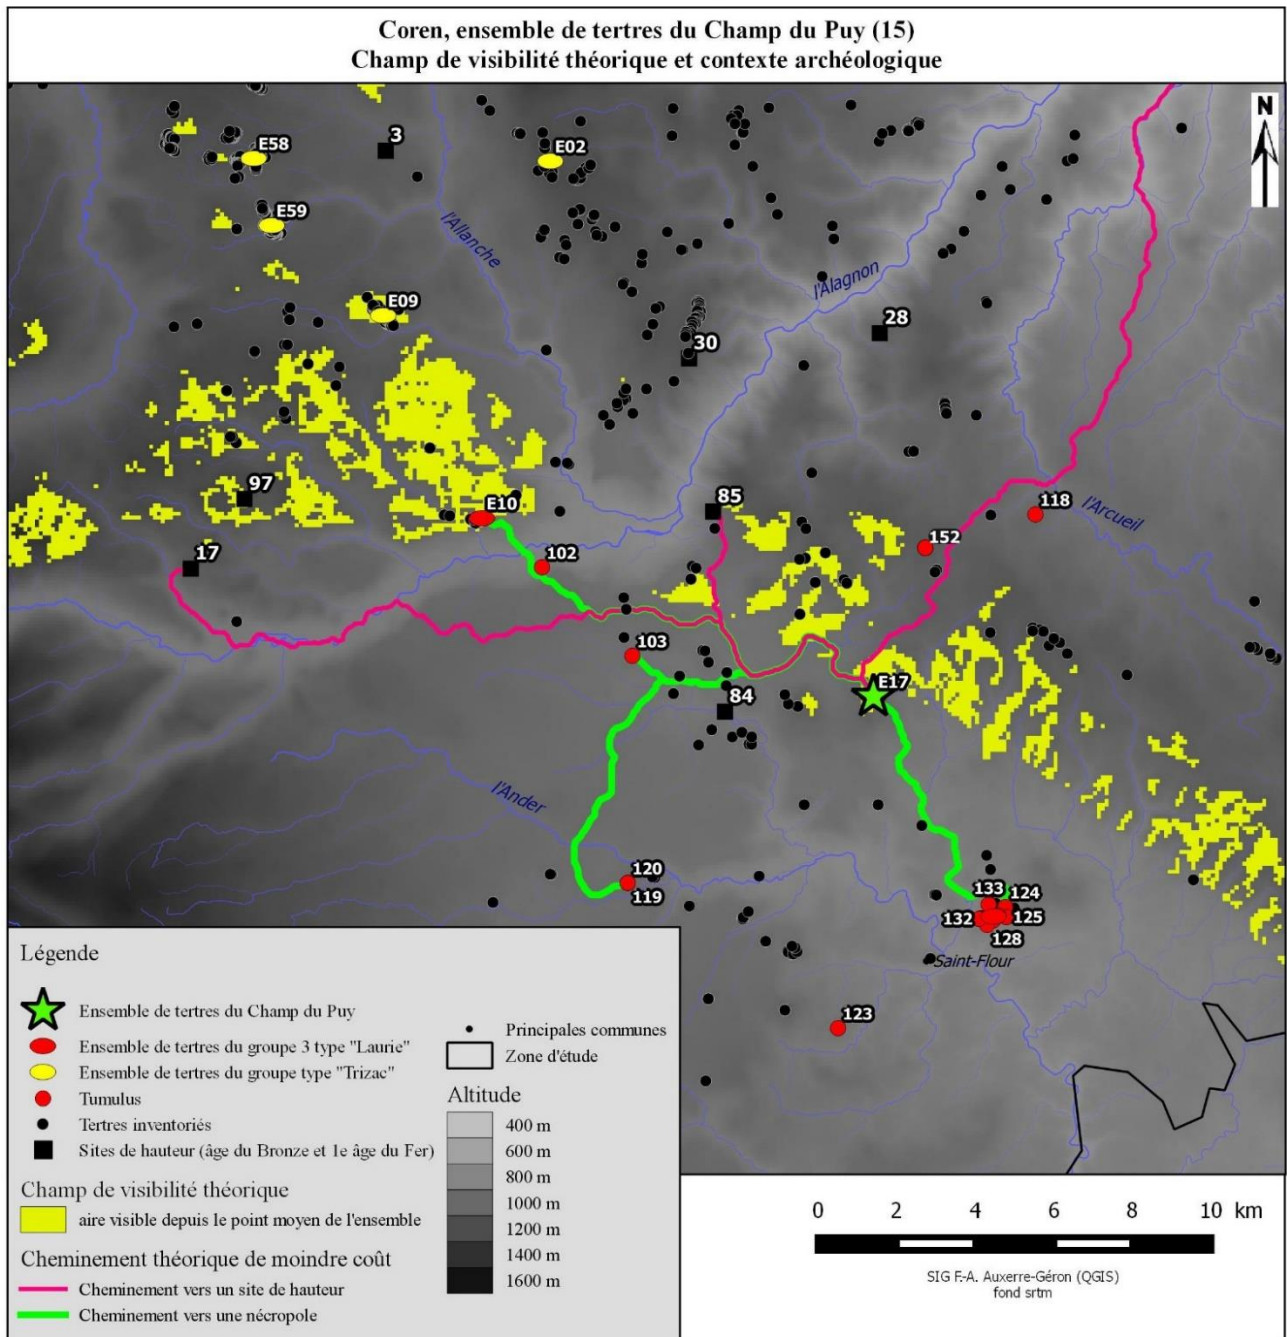 Coren, ensemble de tertres du Champ du Puy (15)
Champ de visibilité théorique et contexte archéologique
N
E58
3
E02
E59
l'Allanche
l'Alagnon
E09
28
30
97
E10
85
118
l'Arcueil
17
102
152
103
E17
84
l'Ander
120
119
133
124
132
125
128
Saint-Flour
123
Légende
Ensemble de tertres du Champ du Puy
Ensemble de tertres du groupe 3 type "Laurie"
Ensemble de tertres du groupe type "Trizac"
Tumulus
Tertres inventoriés
Sites de hauteur (âge du Bronze et 1e âge du Fer)
Champ de visibilité théorique
aire visible depuis le point moyen de l'ensemble
Cheminement théorique de moindre coût
Cheminement vers un site de hauteur
Cheminement vers une nécropole
Principales communes
Zone d'étude
Altitude
400 m
600 m
800 m
1000 m
1200 m
1400 m
1600 m
0 2 4 6 8 10 km
SIG F.-A. Auxerre-Géron (QGIS)
fond srtm